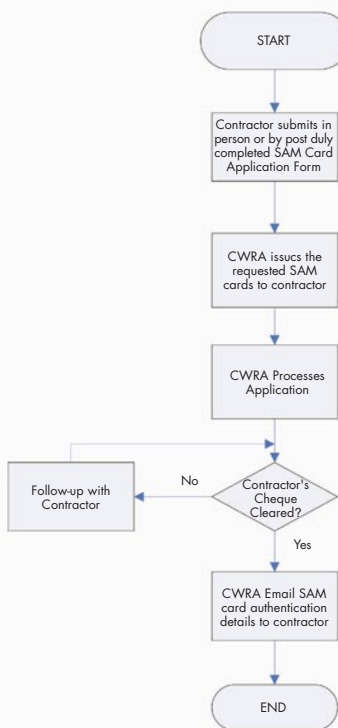 START
Contractor submits in
person or by post duly
completed SAM Card
Application Form
CWRA issucs the
requested SAM
cards to contractor
CWRA Processes
Application
Contractor's
Cheque
Cleared?
No
Follow-up with
Contractor
Yes
CWRA Email SAM
card authentication
details to contractor
END